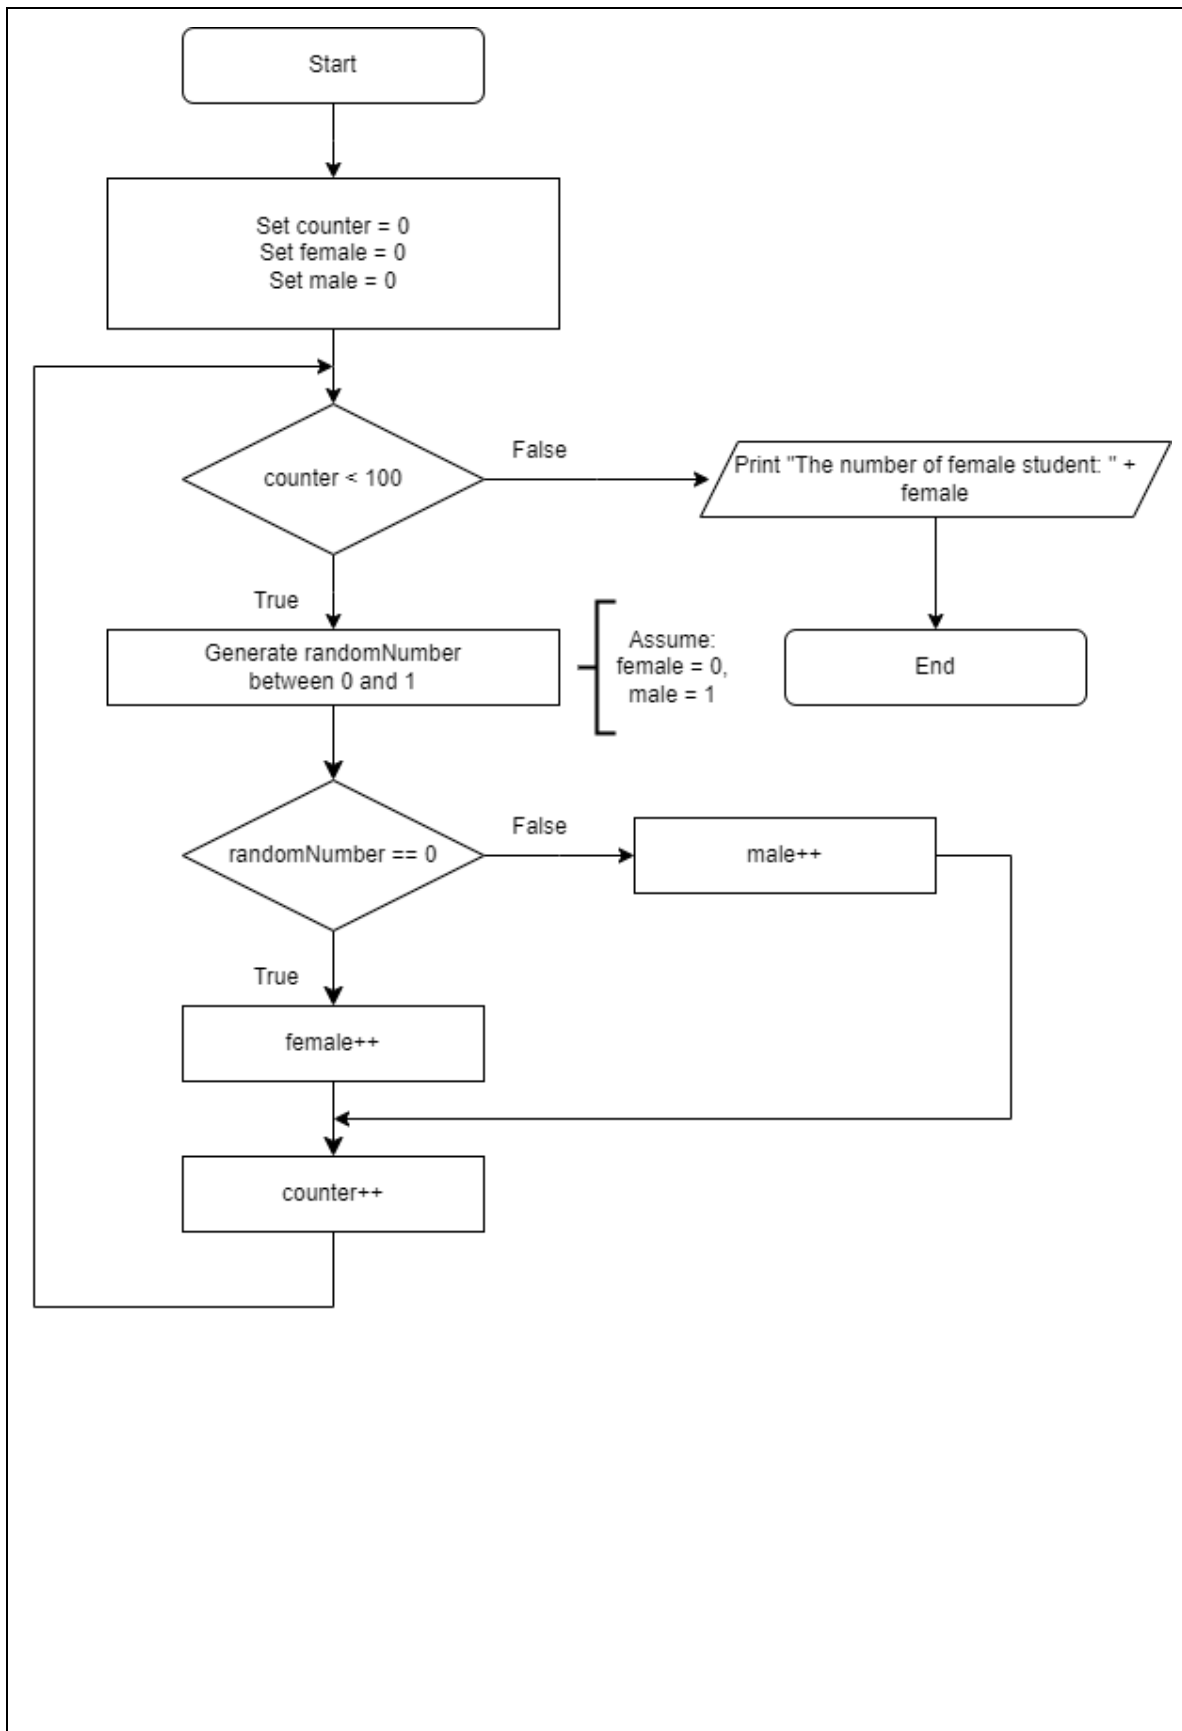 Start
Set counter = 0
Set female = 0
Set male = 0
counter < 100
False
Print "The number of female student: " +
female
True
Generate randomNumber
between 0 and 1
Assume:
female = 0,
male = 1
End
randomNumber == 0
False
male++
True
female++
counter++